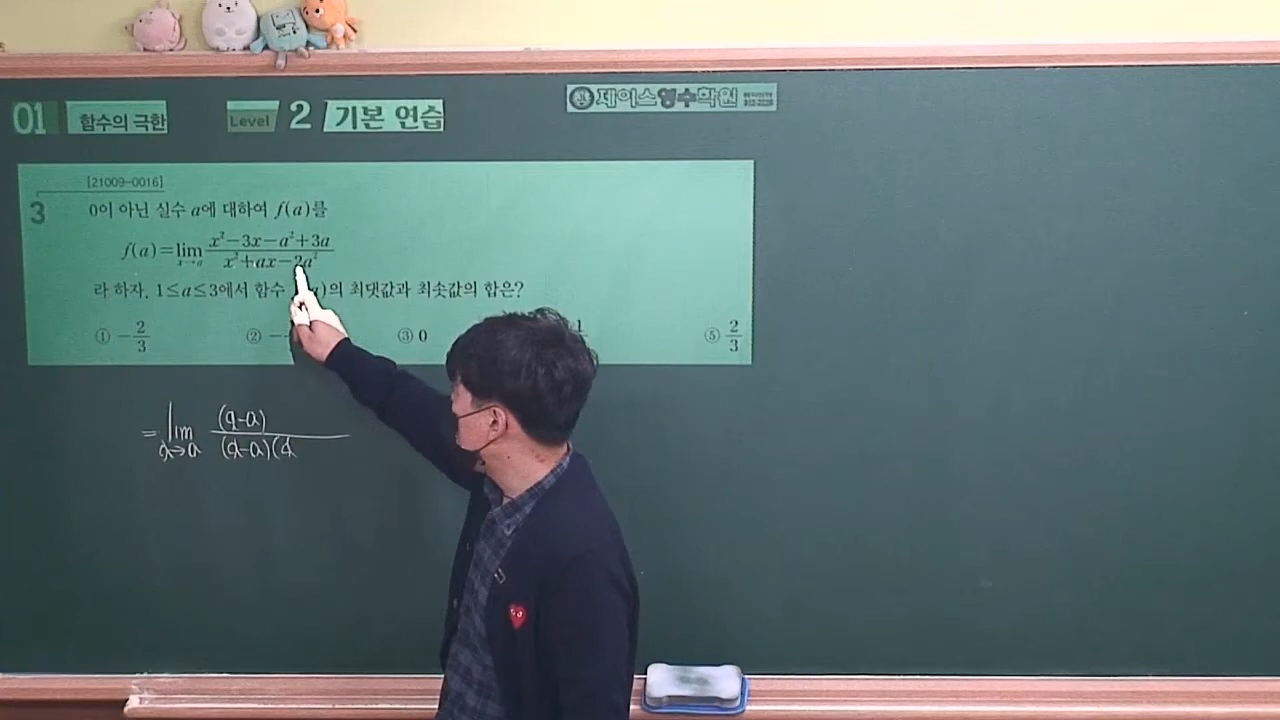 01 함수의 극한 Level 2 기본 연습
제이스영수학원
[21009-0016]
3 0이 아닌 실수 a에 대하여 f(a)를
f(a)=lim x→a (x²-3x-a²+3a)/(x²+ax-2a²)
라 하자. 1≤a≤3에서 함수 a)의 최댓값과 최솟값의 합은?
① -2/3 ② - ③ 0 1 ⑤ 2/3
= lim x→a (x-a)/(x-a)(x